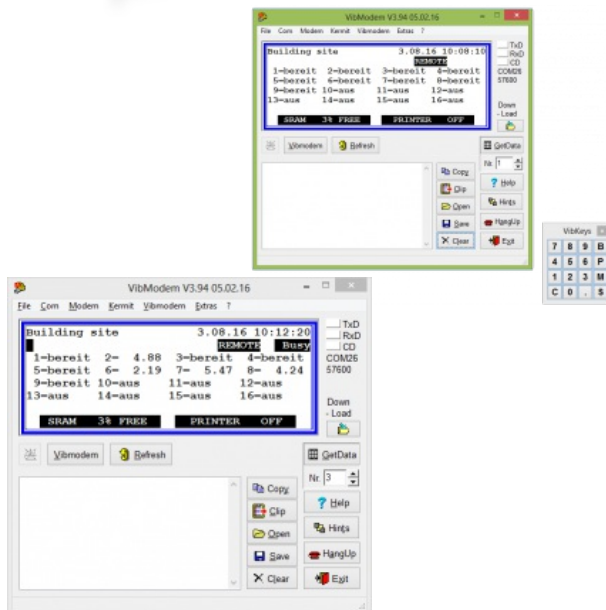 VibModem V3.94 05.02.16
File Com Modem Kermit Vibmodem Extras ?
Building site 3.08.16 10:08:10
REMOTE
1-bereit 2-bereit 3-bereit 4-bereit
5-bereit 6-bereit 7-bereit 8-bereit
9-bereit 10-aus 11-aus 12-aus
13-aus 14-aus 15-aus 16-aus
SRAM 3% FREE PRINTER OFF
TxD
RxD
CD
COM26
57600
Down
- Load
Vibmodem Refresh GetData
Nr. 1
Copy
Help
Clip
Open
Hints
Save
HangUp
Clear
Exit
VibKeys
7 8 9 B
4 5 6 P
1 2 3 M
C 0 . S
VibModem V3.94 05.02.16
File Com Modem Kermit Vibmodem Extras ?
Building site 3.08.16 10:12:20
REMOTE Busy
1-bereit 2- 4.88 3-bereit 4-bereit
5-bereit 6- 2.19 7- 5.47 8- 4.24
9-bereit 10-aus 11-aus 12-aus
13-aus 14-aus 15-aus 16-aus
SRAM 3% FREE PRINTER OFF
TxD
RxD
CD
COM26
57600
Down
- Load
Vibmodem Refresh GetData
Nr. 3
Copy
Help
Clip
Open
Hints
Save
HangUp
Clear
Exit